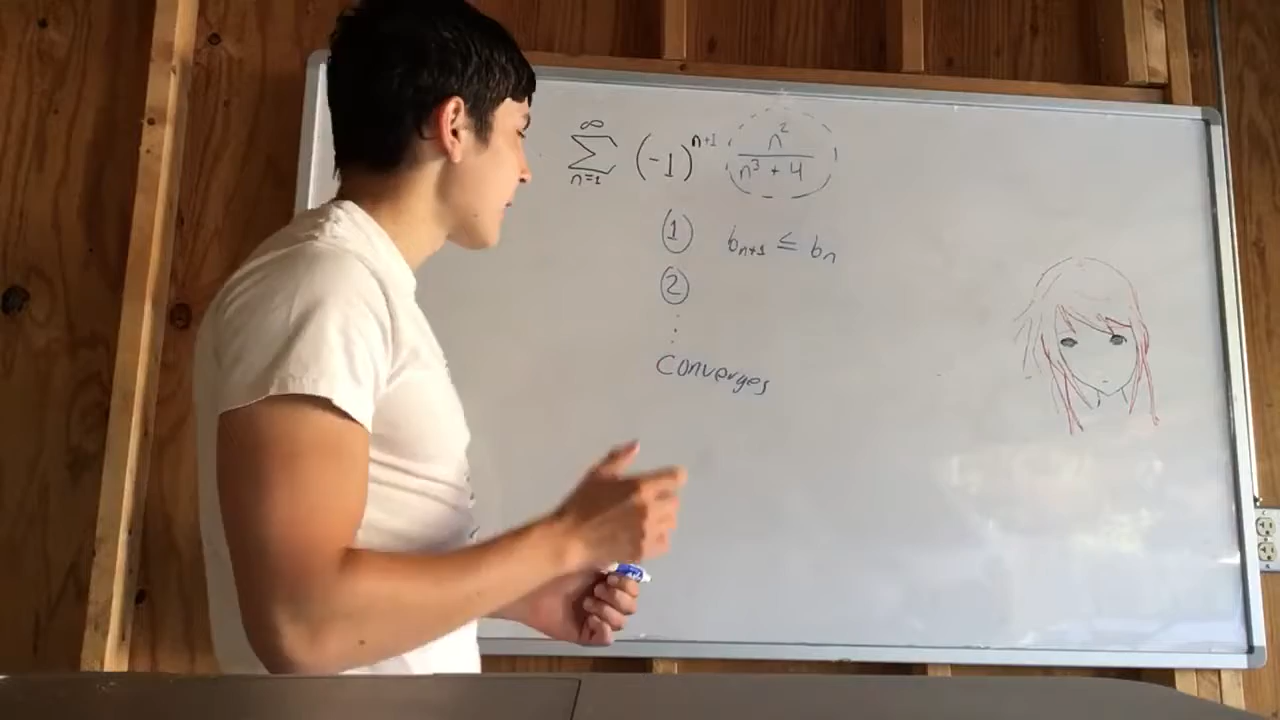 ∞ ∑ n=1 (-1)^{n+1} n²/(n³ + 4)
① b_{n+1} ≤ b_n
②
⋮
Converges